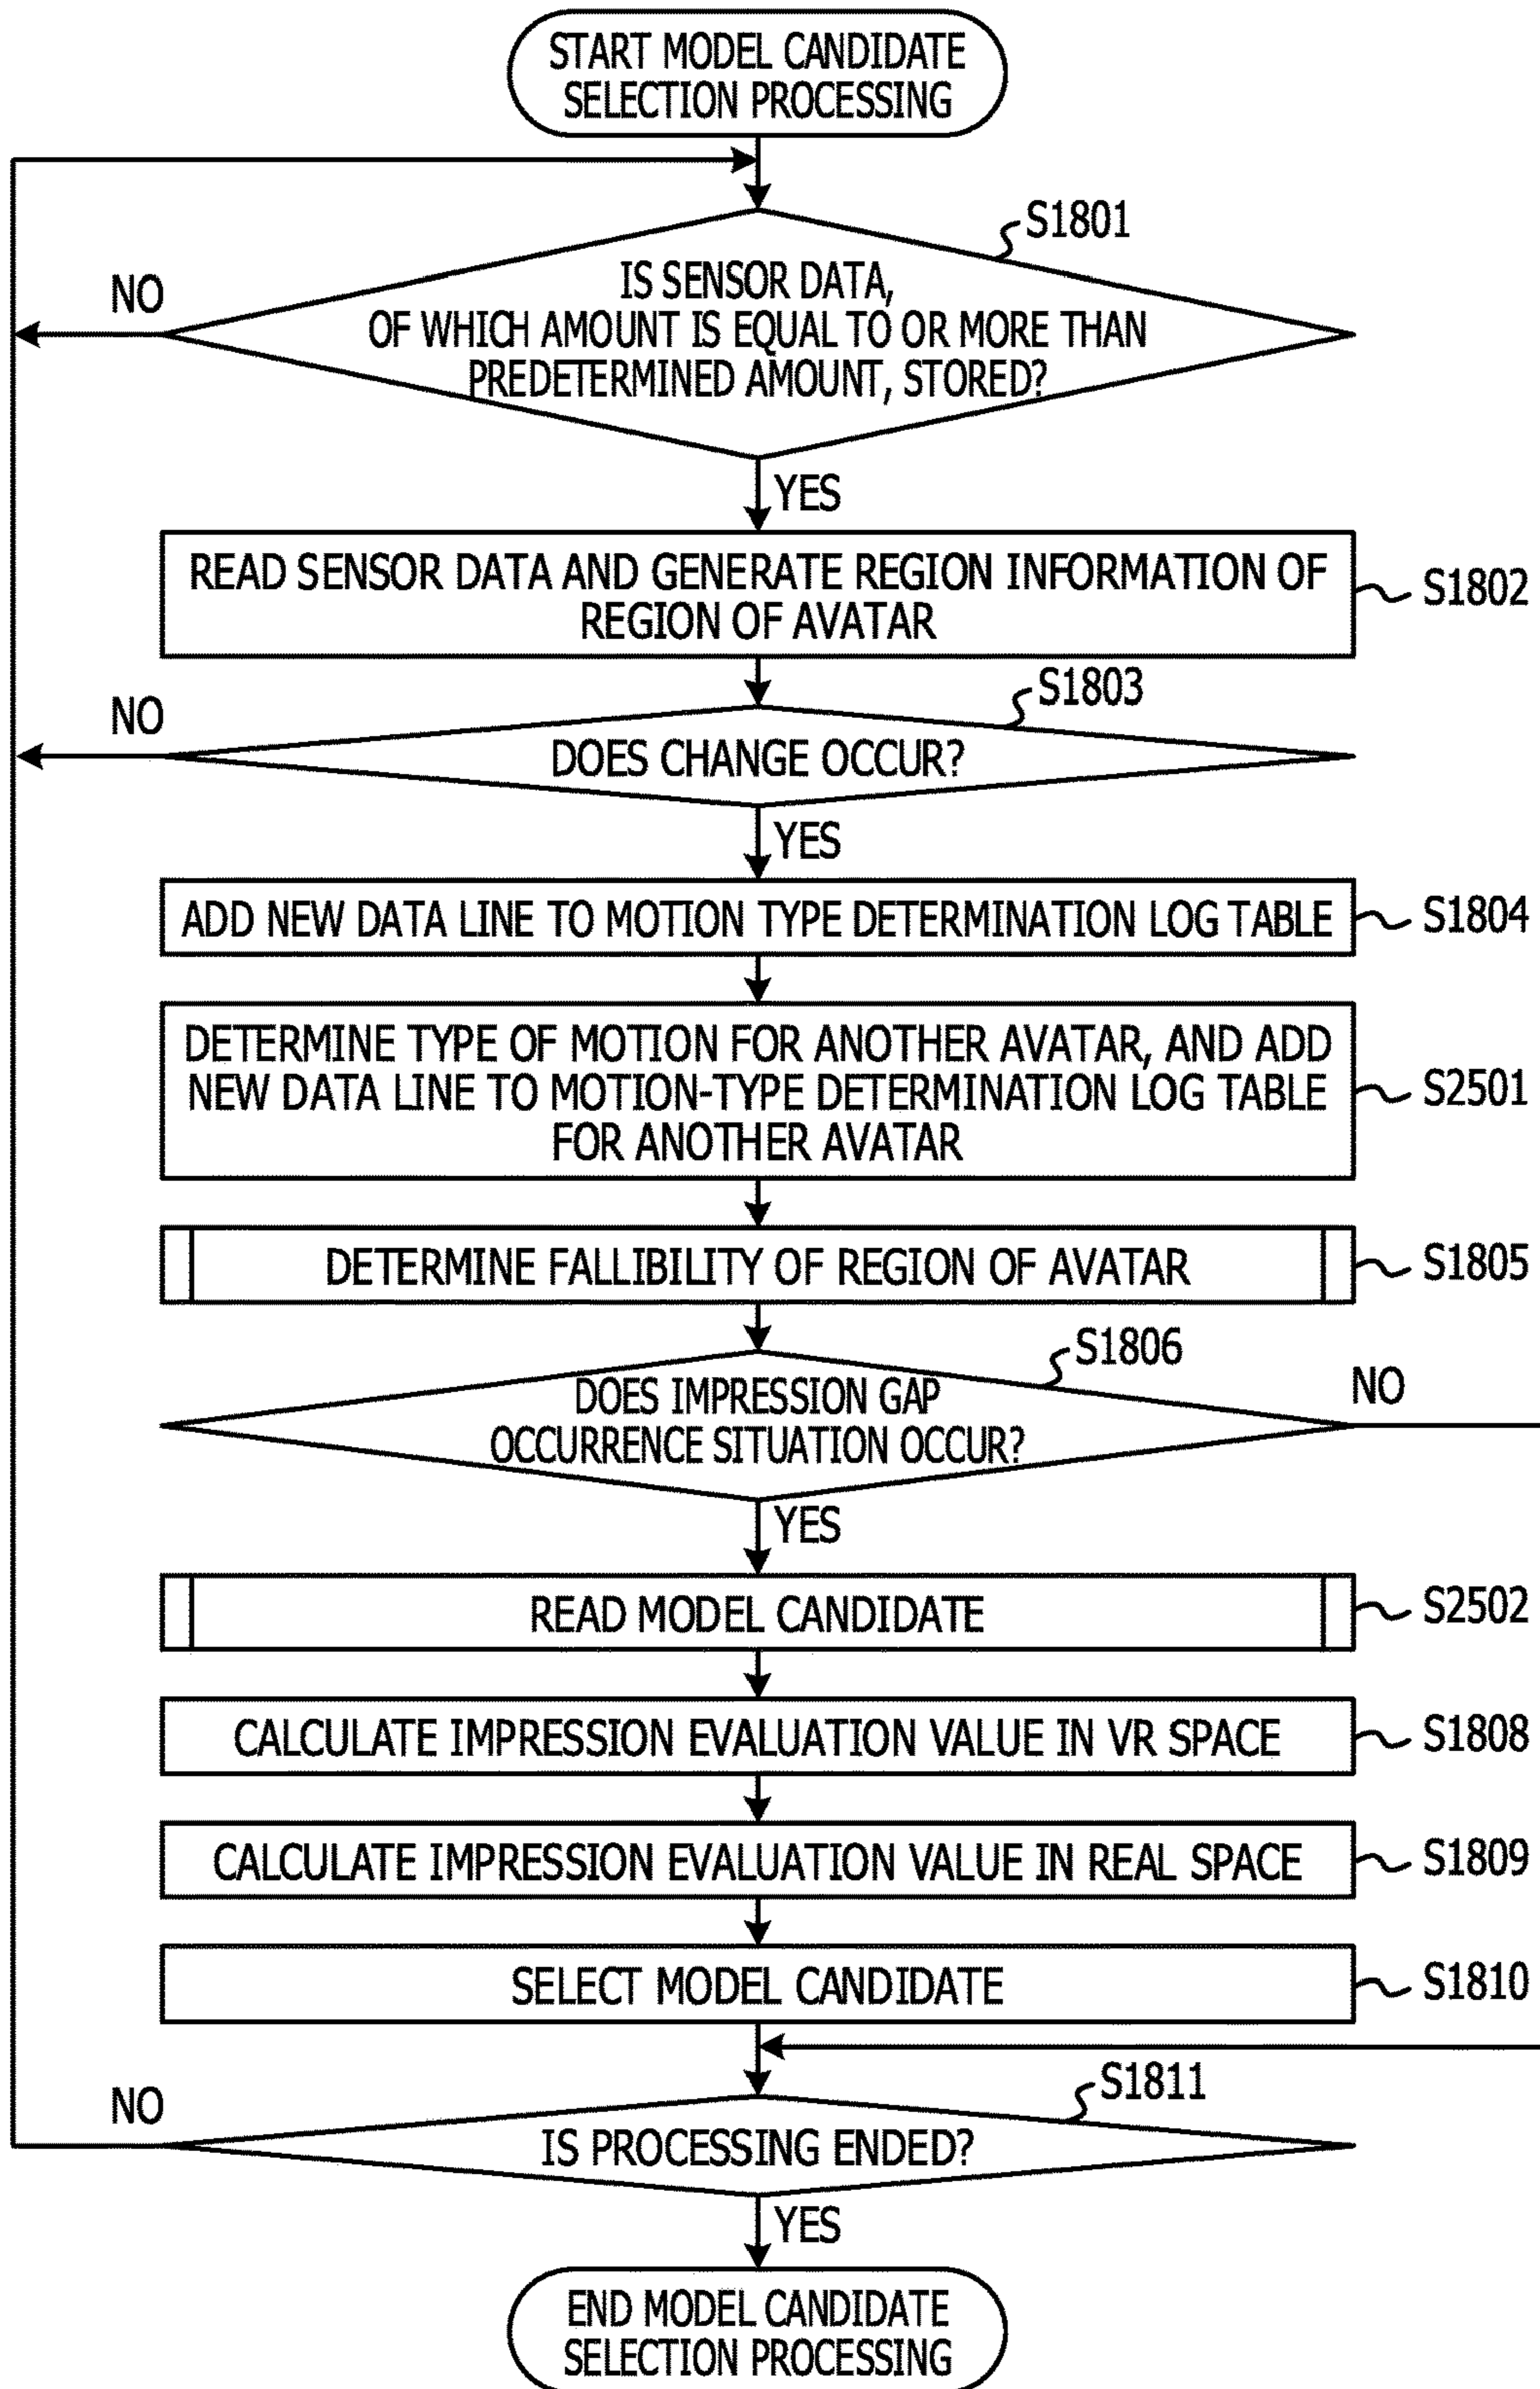 START MODEL CANDIDATE
SELECTION PROCESSING
S1801
NO
IS SENSOR DATA,
OF WHICH AMOUNT IS EQUAL TO OR MORE THAN
PREDETERMINED AMOUNT, STORED?
YES
READ SENSOR DATA AND GENERATE REGION INFORMATION OF
REGION OF AVATAR
S1802
S1803
NO
DOES CHANGE OCCUR?
YES
ADD NEW DATA LINE TO MOTION TYPE DETERMINATION LOG TABLE
S1804
DETERMINE TYPE OF MOTION FOR ANOTHER AVATAR, AND ADD
NEW DATA LINE TO MOTION-TYPE DETERMINATION LOG TABLE
FOR ANOTHER AVATAR
S2501
DETERMINE FALLIBILITY OF REGION OF AVATAR
S1805
S1806
NO
DOES IMPRESSION GAP
OCCURRENCE SITUATION OCCUR?
YES
READ MODEL CANDIDATE
S2502
CALCULATE IMPRESSION EVALUATION VALUE IN VR SPACE
S1808
CALCULATE IMPRESSION EVALUATION VALUE IN REAL SPACE
S1809
SELECT MODEL CANDIDATE
S1810
S1811
NO
IS PROCESSING ENDED?
YES
END MODEL CANDIDATE
SELECTION PROCESSING